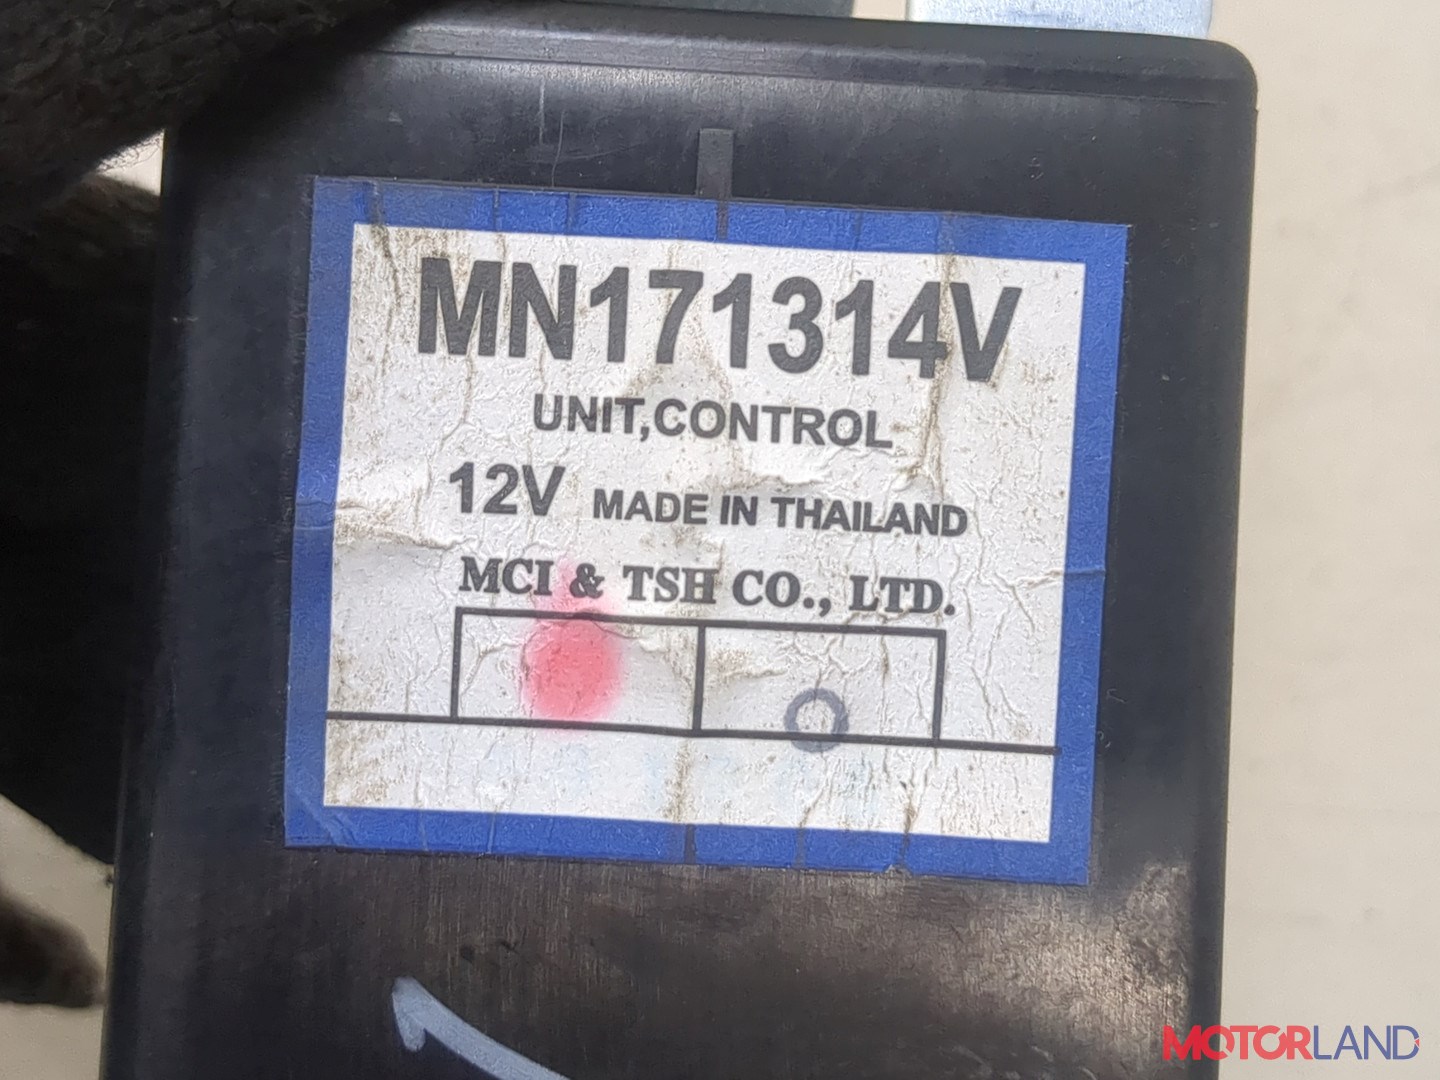 MN171314V
UNIT,CONTROL
12V MADE IN THAILAND
MCI & TSH CO., LTD.
MOTORLAND